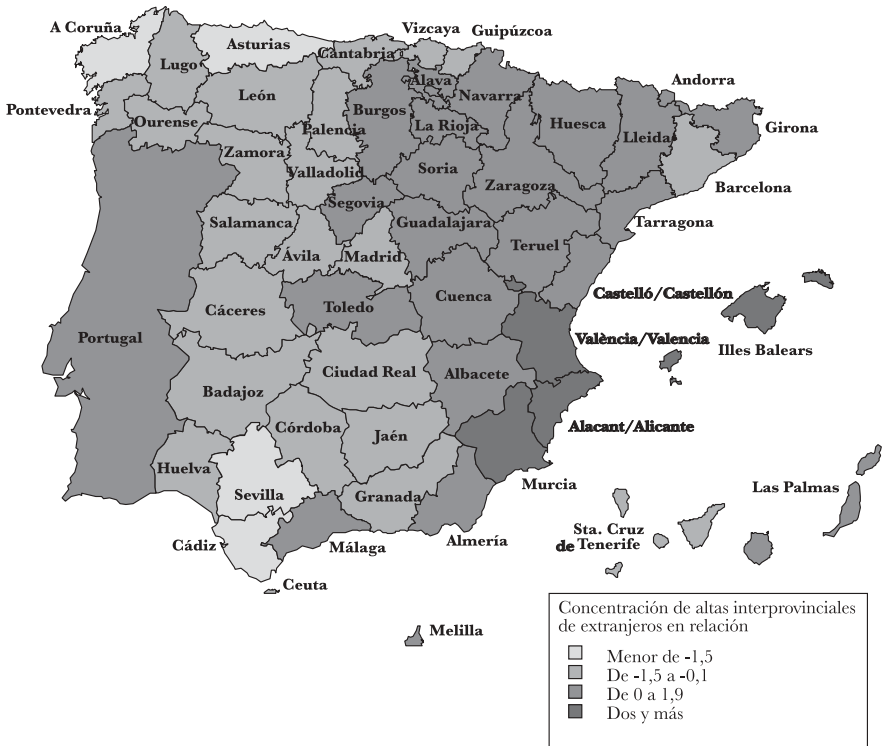 A Coruña
Lugo
Asturias
Cantabria
Vizcaya
Guipúzcoa
Álava
Navarra
Andorra
Pontevedra
Ourense
León
Palencia
Burgos
La Rioja
Huesca
Lleida
Girona
Zamora
Valladolid
Soria
Zaragoza
Barcelona
Segovia
Salamanca
Guadalajara
Tarragona
Ávila
Madrid
Teruel
Castelló/Castellón
Portugal
Cáceres
Toledo
Cuenca
València/Valencia
Illes Balears
Badajoz
Ciudad Real
Albacete
Alacant/Alicante
Córdoba
Jaén
Huelva
Sevilla
Granada
Murcia
Las Palmas
Cádiz
Málaga
Almería
Sta. Cruz
de Tenerife
Ceuta
Melilla
Concentración de altas interprovinciales
de extranjeros en relación
Menor de -1,5
De -1,5 a -0,1
De 0 a 1,9
Dos y más